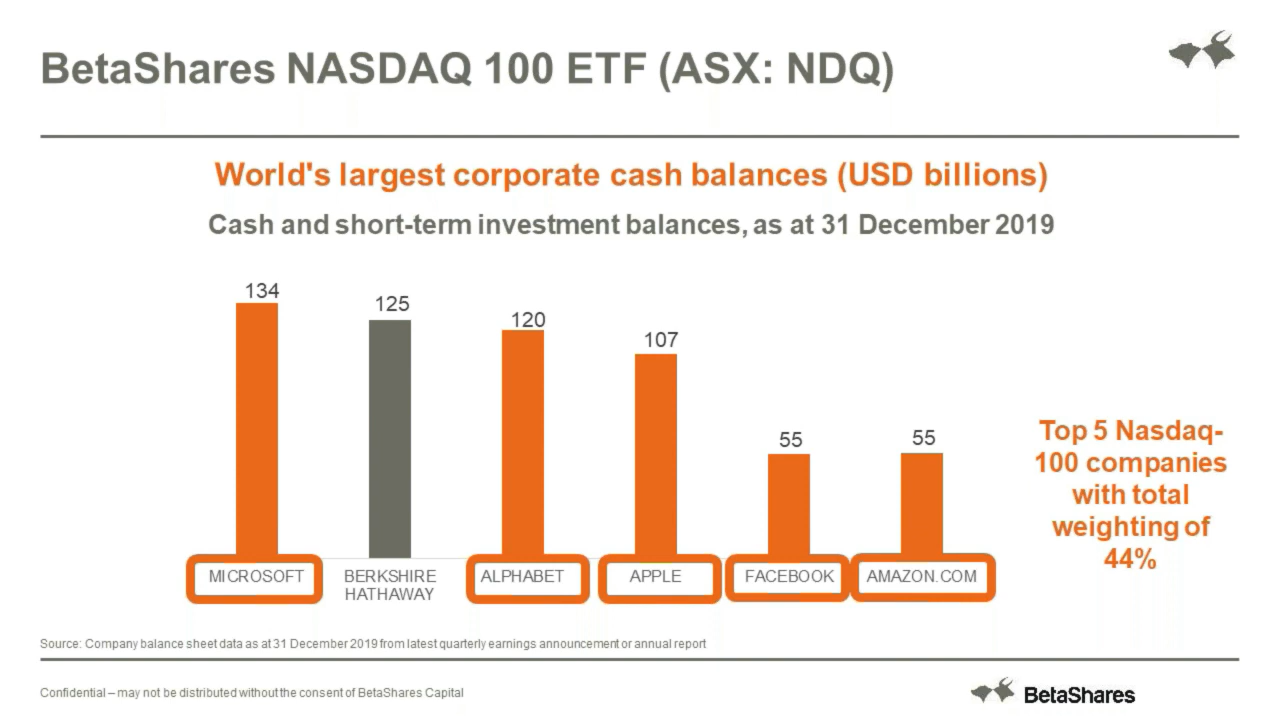 BetaShares NASDAQ 100 ETF (ASX: NDQ)
World's largest corporate cash balances (USD billions)
Cash and short-term investment balances, as at 31 December 2019
134
125
120
107
55
55
MICROSOFT
BERKSHIRE
HATHAWAY
ALPHABET
APPLE
FACEBOOK
AMAZON.COM
Top 5 Nasdaq-
100 companies
with total
weighting of
44%
Source: Company balance sheet data as at 31 December 2019 from latest quarterly earnings announcement or annual report
Confidential – may not be distributed without the consent of BetaShares Capital
BetaShares